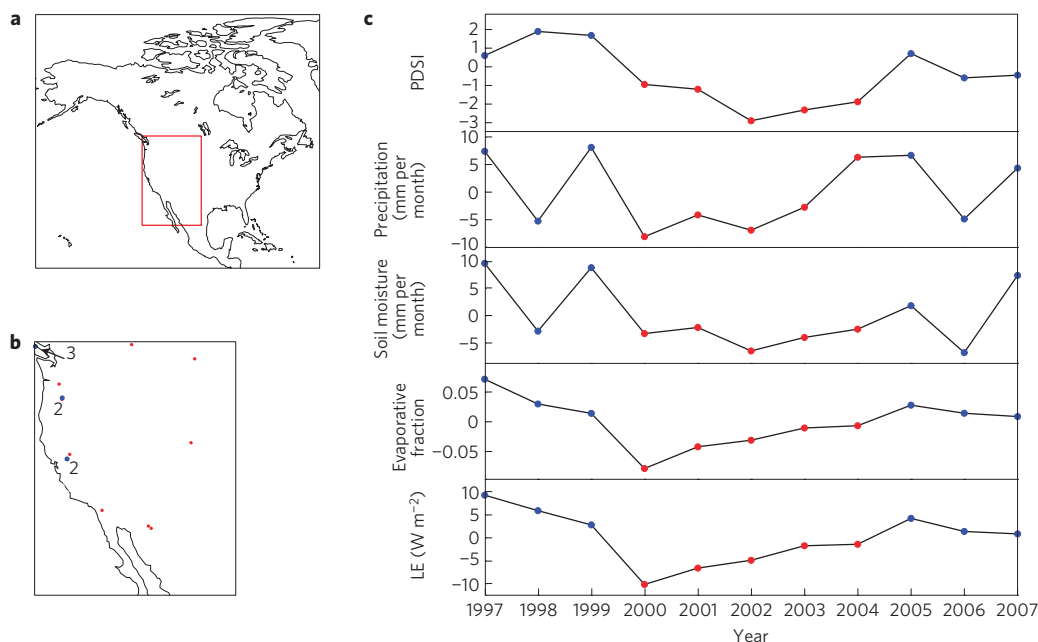 a
b
3
2
2
c
PDSI
2
1
0
−1
−2
−3
Precipitation
(mm per
month)
10
5
0
−5
−10
Soil moisture
(mm per
month)
10
5
0
−5
Evaporative
fraction
0.05
0
−0.05
LE (W m⁻²)
10
5
0
−5
−10
1997 1998 1999 2000 2001 2002 2003 2004 2005 2006 2007
Year